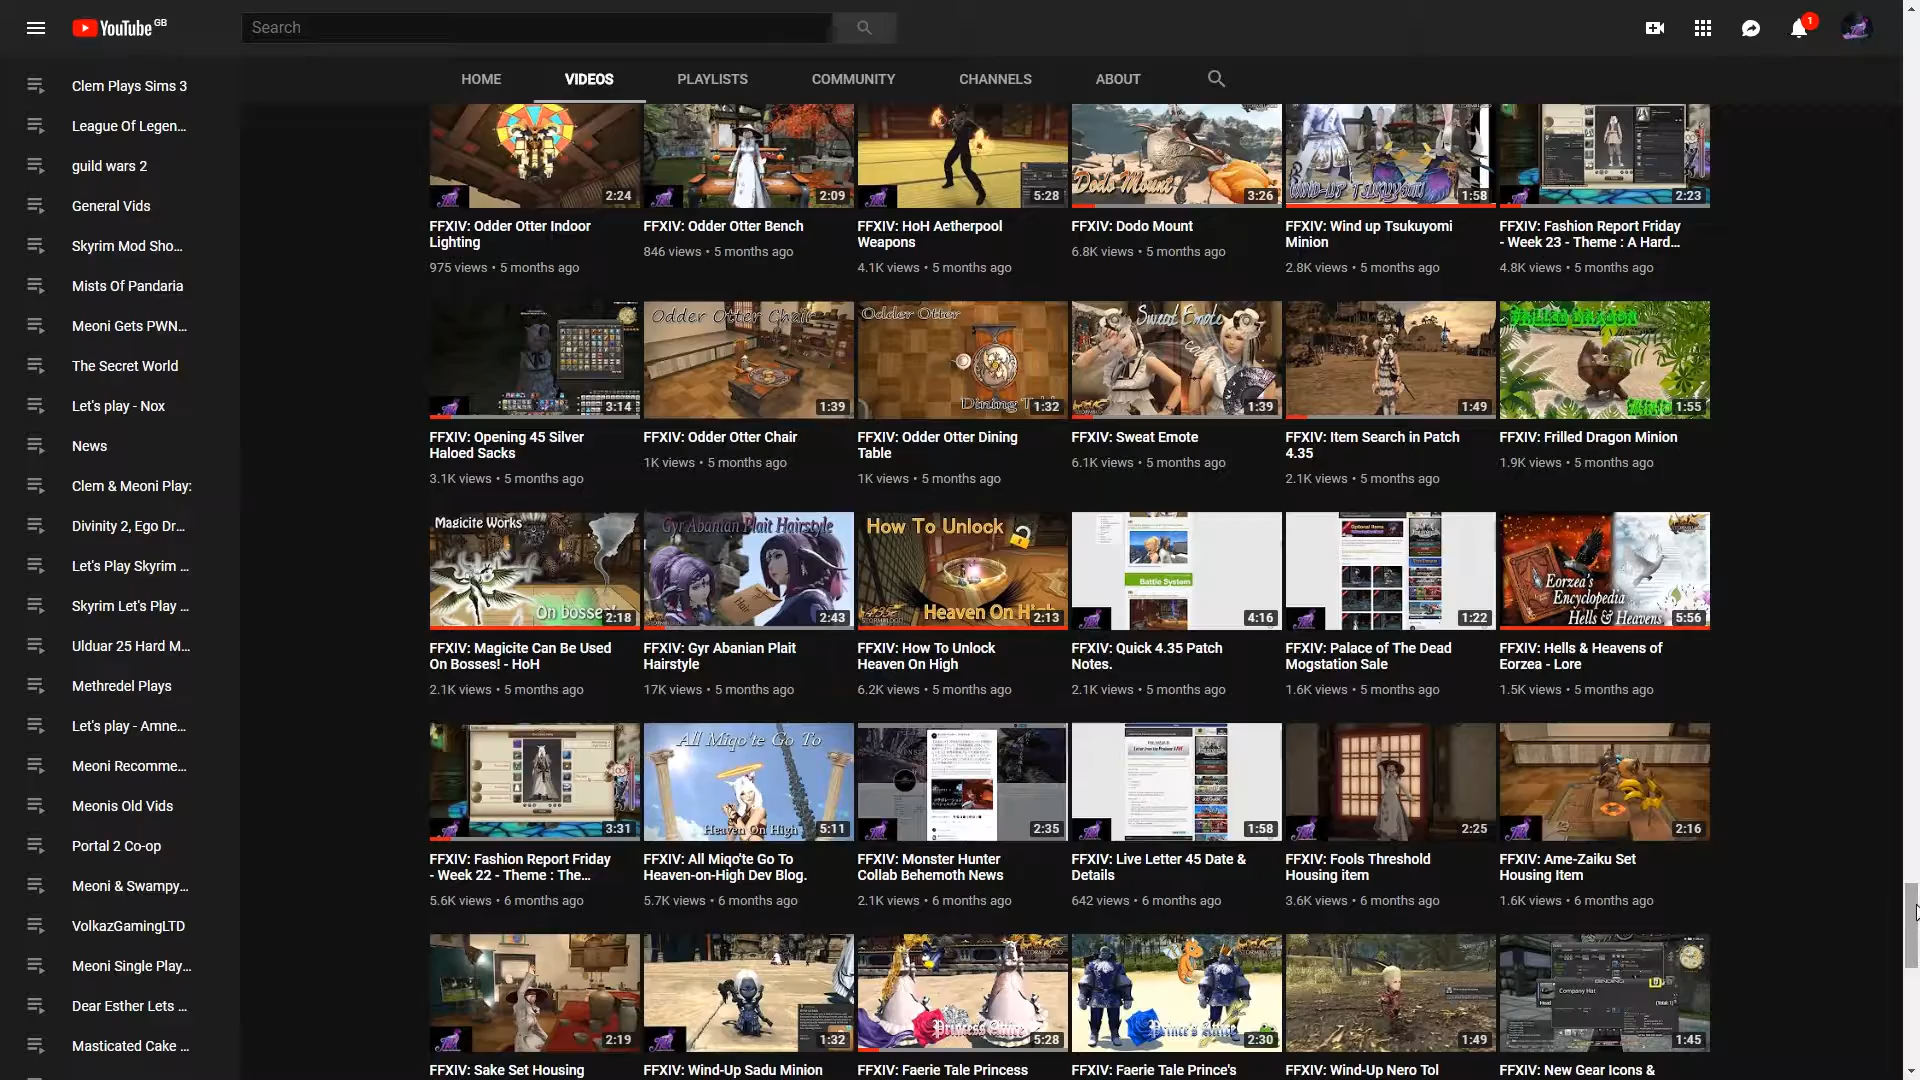 YouTube GB
Search
1
HOME
VIDEOS
PLAYLISTS
COMMUNITY
CHANNELS
ABOUT
Clem Plays Sims 3
League Of Legen...
guild wars 2
General Vids
Skyrim Mod Sho...
Mists Of Pandaria
Meoni Gets PWN...
The Secret World
Let's play - Nox
News
Clem & Meoni Play:
Divinity 2, Ego Dr...
Let's Play Skyrim ...
Skyrim Let's Play ...
Ulduar 25 Hard M...
Methredel Plays
Let's play - Amne...
Meoni Recomme...
Meonis Old Vids
Portal 2 Co-op
Meoni & Swampy...
VolkazGamingLTD
Meoni Single Play...
Dear Esther Lets ...
Masticated Cake ...
2:24
2:09
5:28
Dodo Mount
3:26
WIND-UP TSUKUYOMI
1:58
2:23
FFXIV: Odder Otter Indoor
Lighting
975 views • 5 months ago
FFXIV: Odder Otter Bench
846 views • 5 months ago
FFXIV: HoH Aetherpool
Weapons
4.1K views • 5 months ago
FFXIV: Dodo Mount
6.8K views • 5 months ago
FFXIV: Wind up Tsukuyomi
Minion
2.8K views • 5 months ago
FFXIV: Fashion Report Friday
- Week 23 - Theme : A Hard...
4.8K views • 5 months ago
3:14
Odder Otter Chair
1:39
Odder Otter
Dining T
1:32
Sweat Emote
1:39
1:49
1:55
FFXIV: Opening 45 Silver
Haloed Sacks
3.1K views • 5 months ago
FFXIV: Odder Otter Chair
1K views • 5 months ago
FFXIV: Odder Otter Dining
Table
1K views • 5 months ago
FFXIV: Sweat Emote
6.1K views • 5 months ago
FFXIV: Item Search in Patch
4.35
2.1K views • 5 months ago
FFXIV: Frilled Dragon Minion
1.9K views • 5 months ago
Magicite Works
On bosses
2:18
Gyr Abanian Plait Hairstyle
2:43
How To Unlock
Heaven On H
2:13
Battle System
4:16
Optional Items
1:22
Eorzea's
Encyclopedia
Hells & Heavens
5:56
FFXIV: Magicite Can Be Used
On Bosses! - HoH
2.1K views • 5 months ago
FFXIV: Gyr Abanian Plait
Hairstyle
17K views • 5 months ago
FFXIV: How To Unlock
Heaven On High
6.2K views • 5 months ago
FFXIV: Quick 4.35 Patch
Notes.
2.1K views • 5 months ago
FFXIV: Palace of The Dead
Mogstation Sale
1.6K views • 5 months ago
FFXIV: Hells & Heavens of
Eorzea - Lore
1.5K views • 5 months ago
3:31
All Miqo'te Go To
Heaven On High
5:11
2:35
1:58
2:25
2:16
FFXIV: Fashion Report Friday
- Week 22 - Theme : The...
5.6K views • 6 months ago
FFXIV: All Miqo'te Go To
Heaven-on-High Dev Blog.
5.7K views • 6 months ago
FFXIV: Monster Hunter
Collab Behemoth News
2.1K views • 6 months ago
FFXIV: Live Letter 45 Date &
Details
642 views • 6 months ago
FFXIV: Fools Threshold
Housing item
3.6K views • 6 months ago
FFXIV: Ame-Zaiku Set
Housing Item
1.6K views • 6 months ago
2:19
1:32
Princess Attire
5:28
Prince's Attire
2:30
1:49
Company Hat
1:45
FFXIV: Sake Set Housing
FFXIV: Wind-Up Sadu Minion
FFXIV: Faerie Tale Princess
FFXIV: Faerie Tale Prince's
FFXIV: Wind-Up Nero Tol
FFXIV: New Gear Icons &